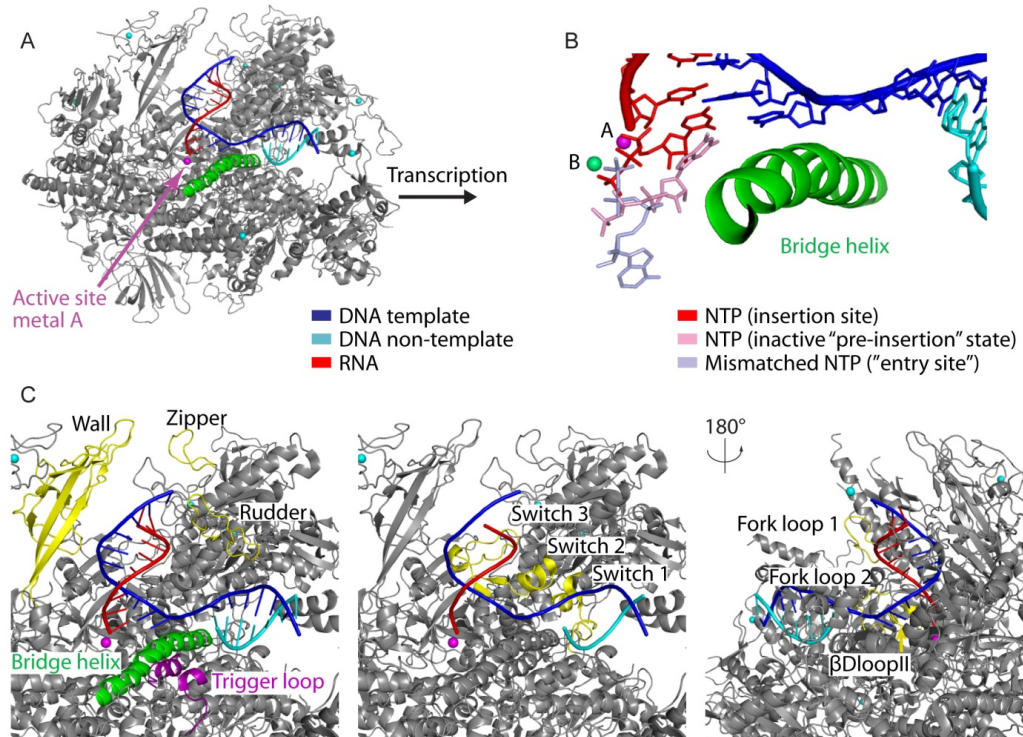 A
Transcription
Active site
metal A
DNA template
DNA non-template
RNA
B
A
B
Bridge helix
NTP (insertion site)
NTP (inactive “pre-insertion” state)
Mismatched NTP (”entry site”)
C
Wall
Zipper
Rudder
Bridge helix
Trigger loop
Switch 3
Switch 2
Switch 1
180°
Fork loop 1
Fork loop 2
βDloopII